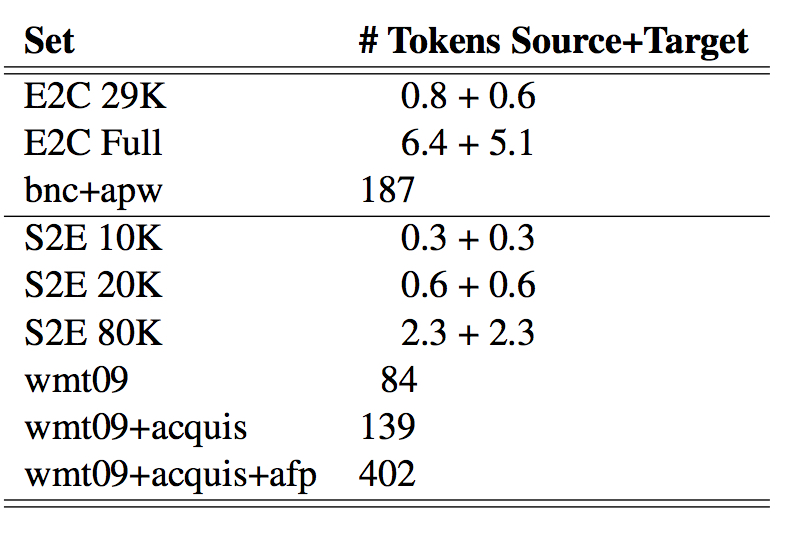 Set # Tokens Source+Target
E2C 29K 0.8 + 0.6
E2C Full 6.4 + 5.1
bnc+apw 187
S2E 10K 0.3 + 0.3
S2E 20K 0.6 + 0.6
S2E 80K 2.3 + 2.3
wmt09 84
wmt09+acquis 139
wmt09+acquis+afp 402